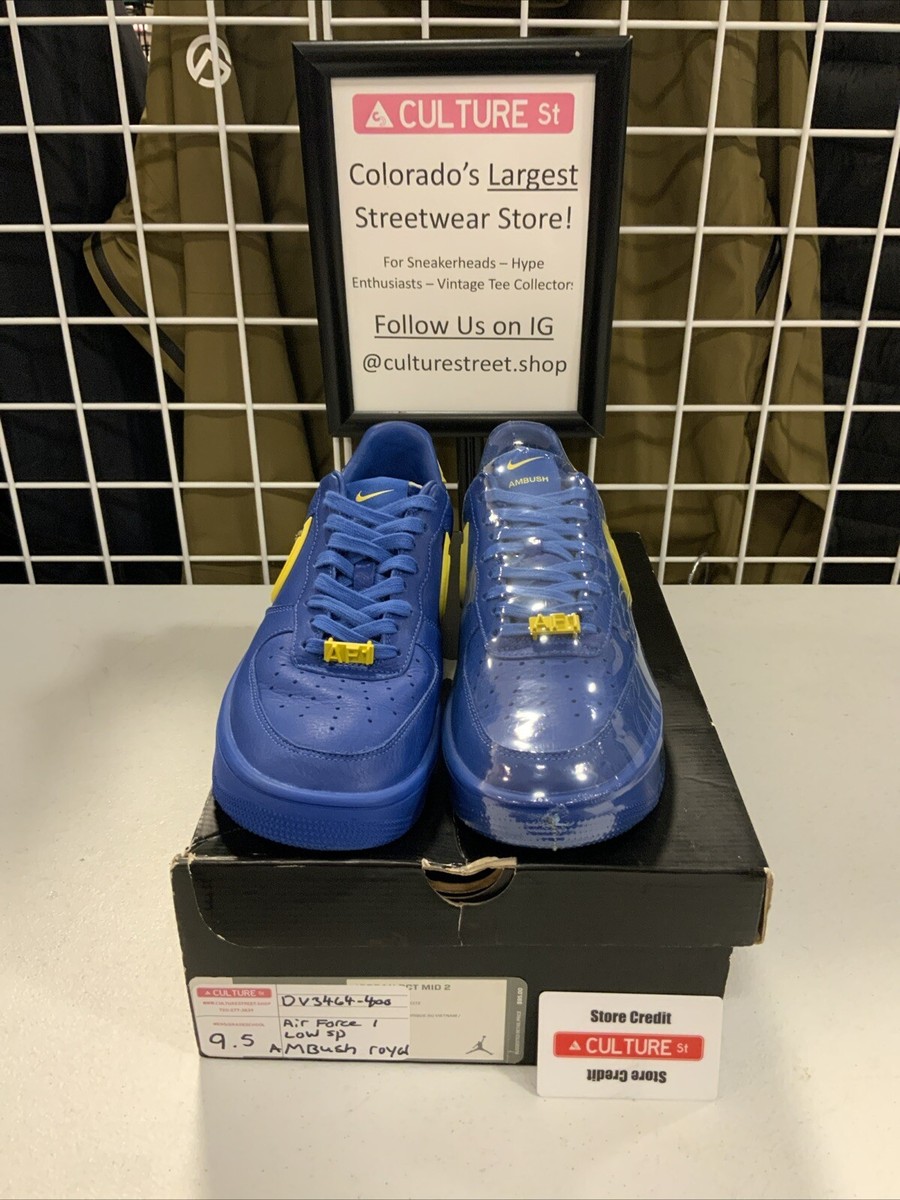 CULTURE St
Colorado's Largest
Streetwear Store!
For Sneakerheads – Hype
Enthusiasts – Vintage Tee Collectors
Follow Us on IG
@culturestreet.shop
AMBUSH
AF1
AF1
CULTURE St
DV3464-400
9.5
Air Force 1
Low SP
AMBush royal
MID 2
Store Credit
CULTURE St
Store Credit